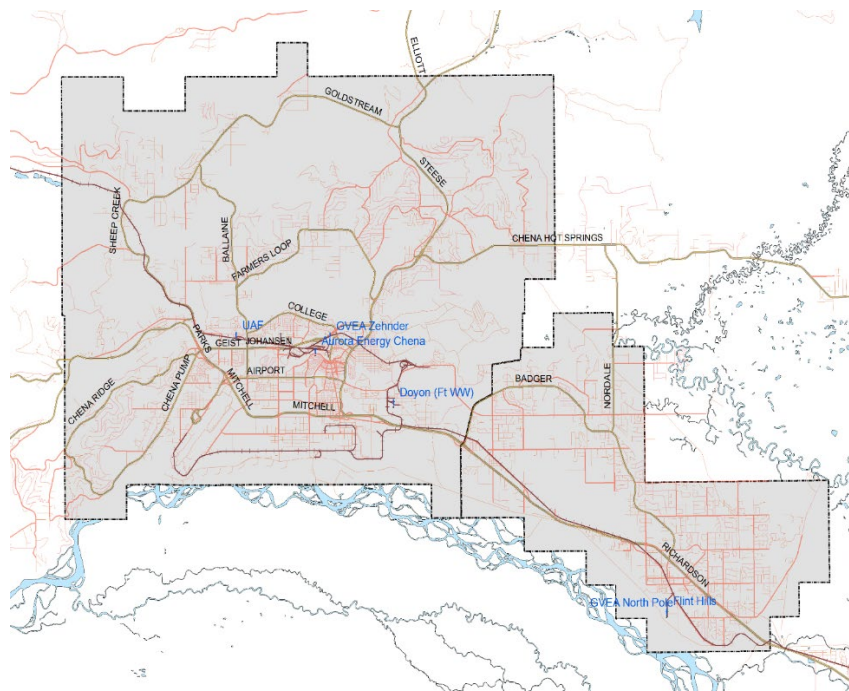 ELLIOTT
GOLDSTREAM
STEESE
SHEEP CREEK
BALLAINE
FARMERS LOOP
CHENA HOT SPRINGS
COLLEGE
UAF
GVEA Zehnder
GEIST
JOHANSEN
Aurora Energy Chena
PARKS
AIRPORT
CHENA PUMP
MITCHELL
CHENA RIDGE
MITCHELL
Doyon (Ft WW)
BADGER
NORDALE
RICHARDSON
GVEA North Pole
Flint Hills